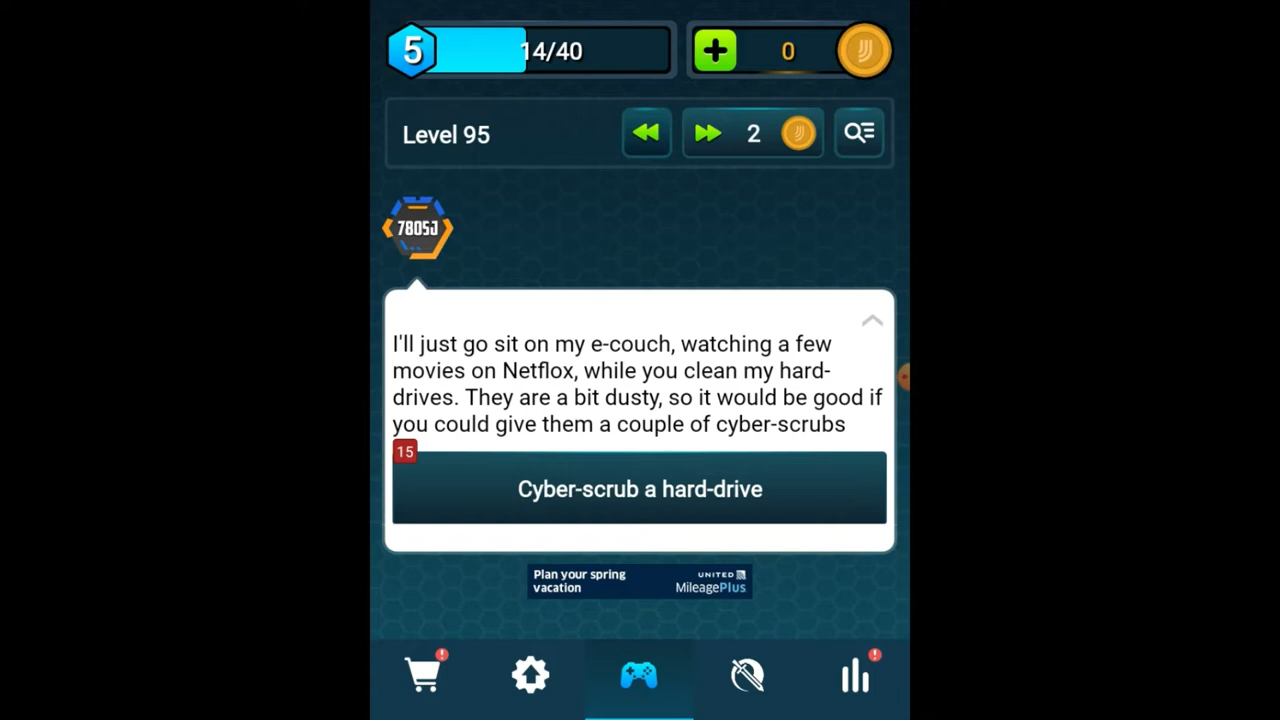 5 14/40 0
Level 95 2
7805J
I'll just go sit on my e-couch, watching a few
movies on Netflox, while you clean my hard-
drives. They are a bit dusty, so it would be good if
you could give them a couple of cyber-scrubs
15
Cyber-scrub a hard-drive
Plan your spring
vacation
UNITED
MileagePlus